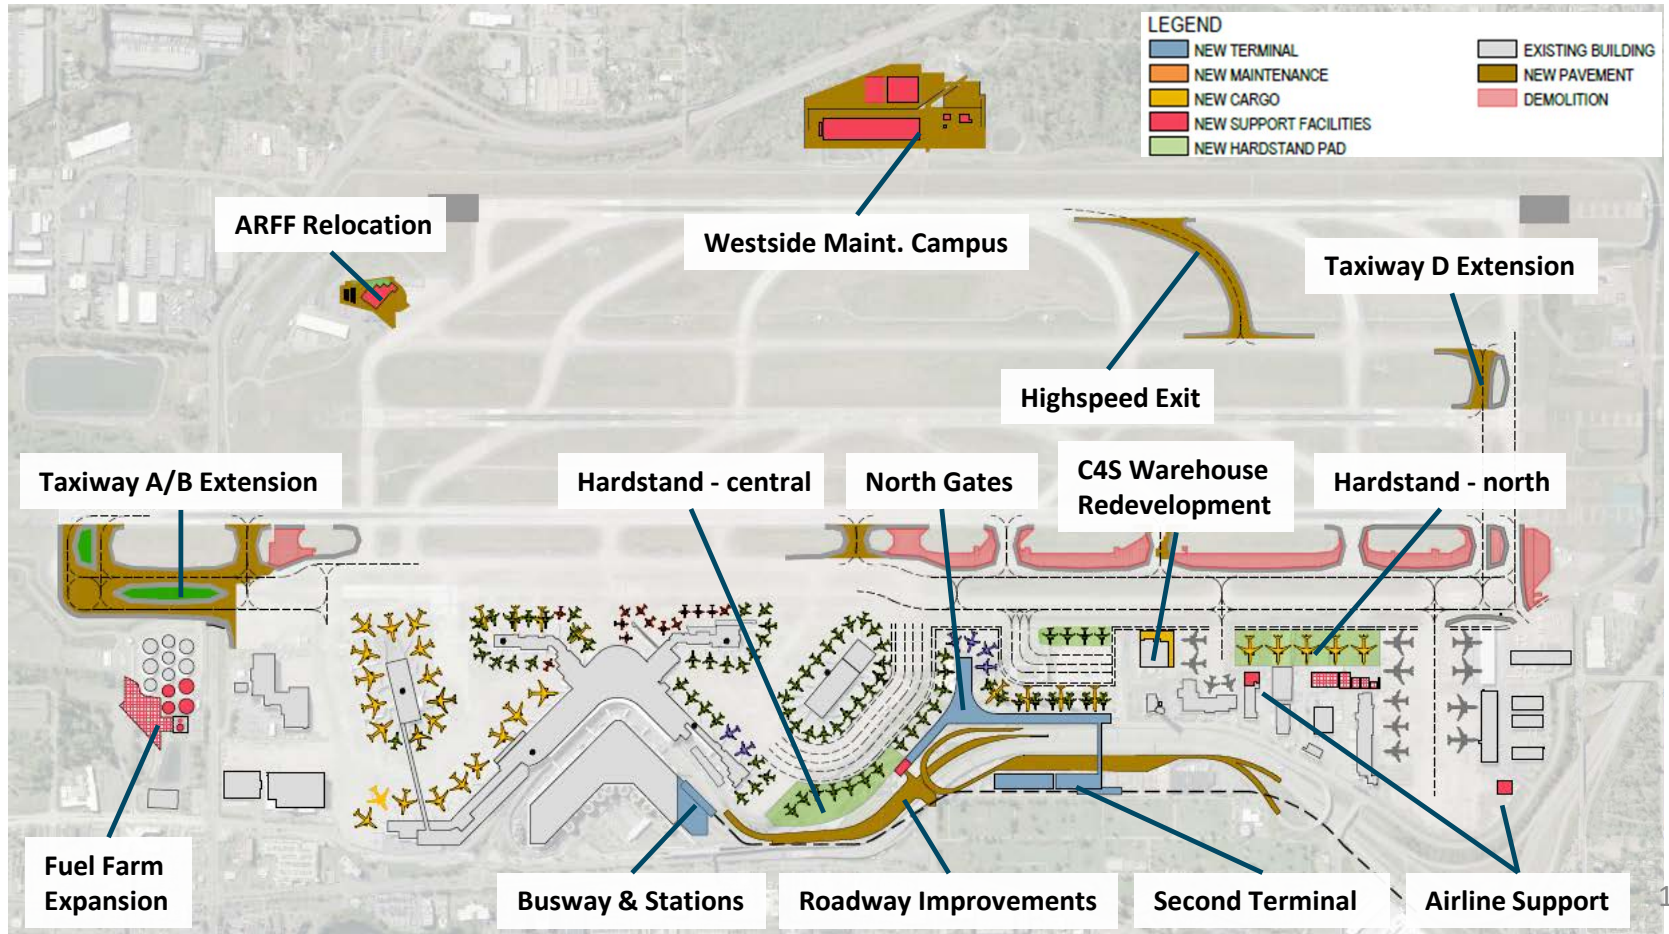 LEGEND
NEW TERMINAL
NEW MAINTENANCE
NEW CARGO
NEW SUPPORT FACILITIES
NEW HARDSTAND PAD
EXISTING BUILDING
NEW PAVEMENT
DEMOLITION
ARFF Relocation
Westside Maint. Campus
Taxiway D Extension
Highspeed Exit
Taxiway A/B Extension
Hardstand - central
North Gates
C4S Warehouse
Redevelopment
Hardstand - north
Fuel Farm
Expansion
Busway & Stations
Roadway Improvements
Second Terminal
Airline Support
1